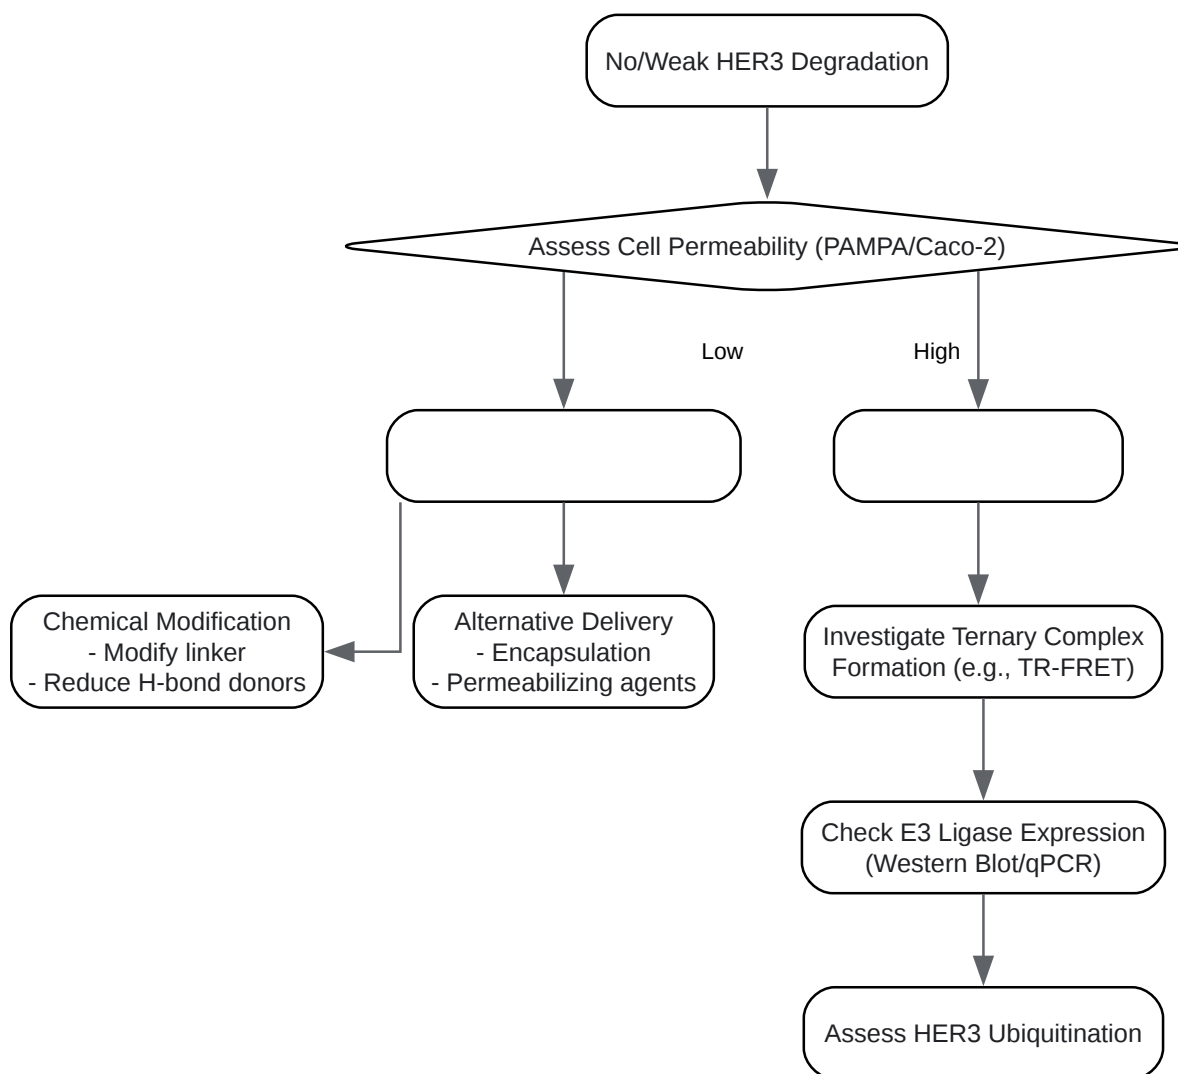 No/Weak HER3 Degradation
Assess Cell Permeability (PAMPA/Caco-2)
Low
High
Chemical Modification
- Modify linker
- Reduce H-bond donors
Alternative Delivery
- Encapsulation
- Permeabilizing agents
Investigate Ternary Complex
Formation (e.g., TR-FRET)
Check E3 Ligase Expression
(Western Blot/qPCR)
Assess HER3 Ubiquitination